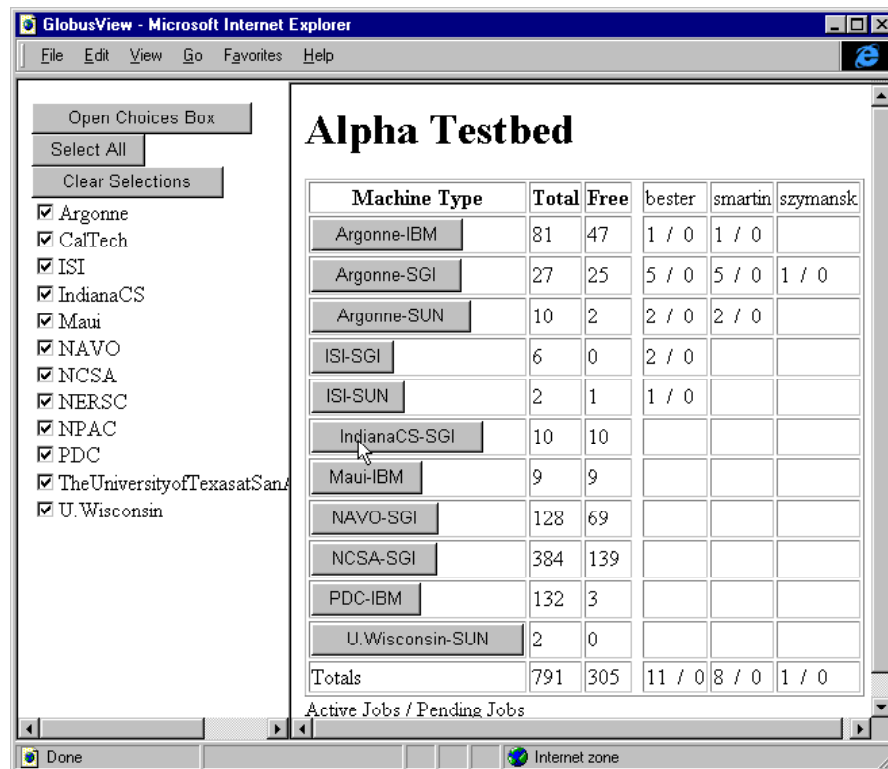 GlobusView - Microsoft Internet Explorer
File Edit View Go Favorites Help
Open Choices Box
Select All
Clear Selections
Argonne
CalTech
ISI
IndianaCS
Maui
NAVO
NCSA
NERSC
NPAC
PDC
TheUniversityofTexasatSanA
U.Wisconsin
Alpha Testbed
Machine Type Total Free bester smartin szymansk
Argonne-IBM 81 47 1 / 0 1 / 0
Argonne-SGI 27 25 5 / 0 5 / 0 1 / 0
Argonne-SUN 10 2 2 / 0 2 / 0
ISI-SGI 6 0 2 / 0
ISI-SUN 2 1 1 / 0
IndianaCS-SGI 10 10
Maui-IBM 9 9
NAVO-SGI 128 69
NCSA-SGI 384 139
PDC-IBM 132 3
U.Wisconsin-SUN 2 0
Totals 791 305 11 / 0 8 / 0 1 / 0
Active Jobs / Pending Jobs
Done Internet zone